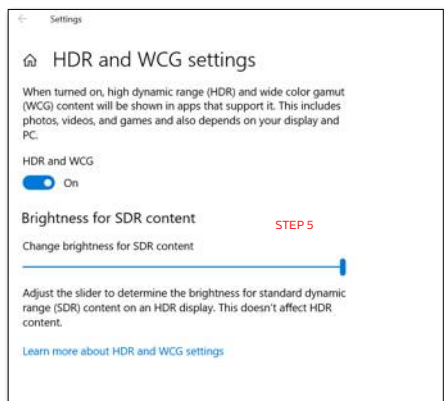 Settings
HDR and WCG settings
When turned on, high dynamic range (HDR) and wide color gamut
(WCG) content will be shown in apps that support it. This includes
photos, videos, and games and also depends on your display and
PC.
HDR and WCG
On
Brightness for SDR content
STEP 5
Change brightness for SDR content
Adjust the slider to determine the brightness for standard dynamic
range (SDR) content on an HDR display. This doesn't affect HDR
content.
Learn more about HDR and WCG settings